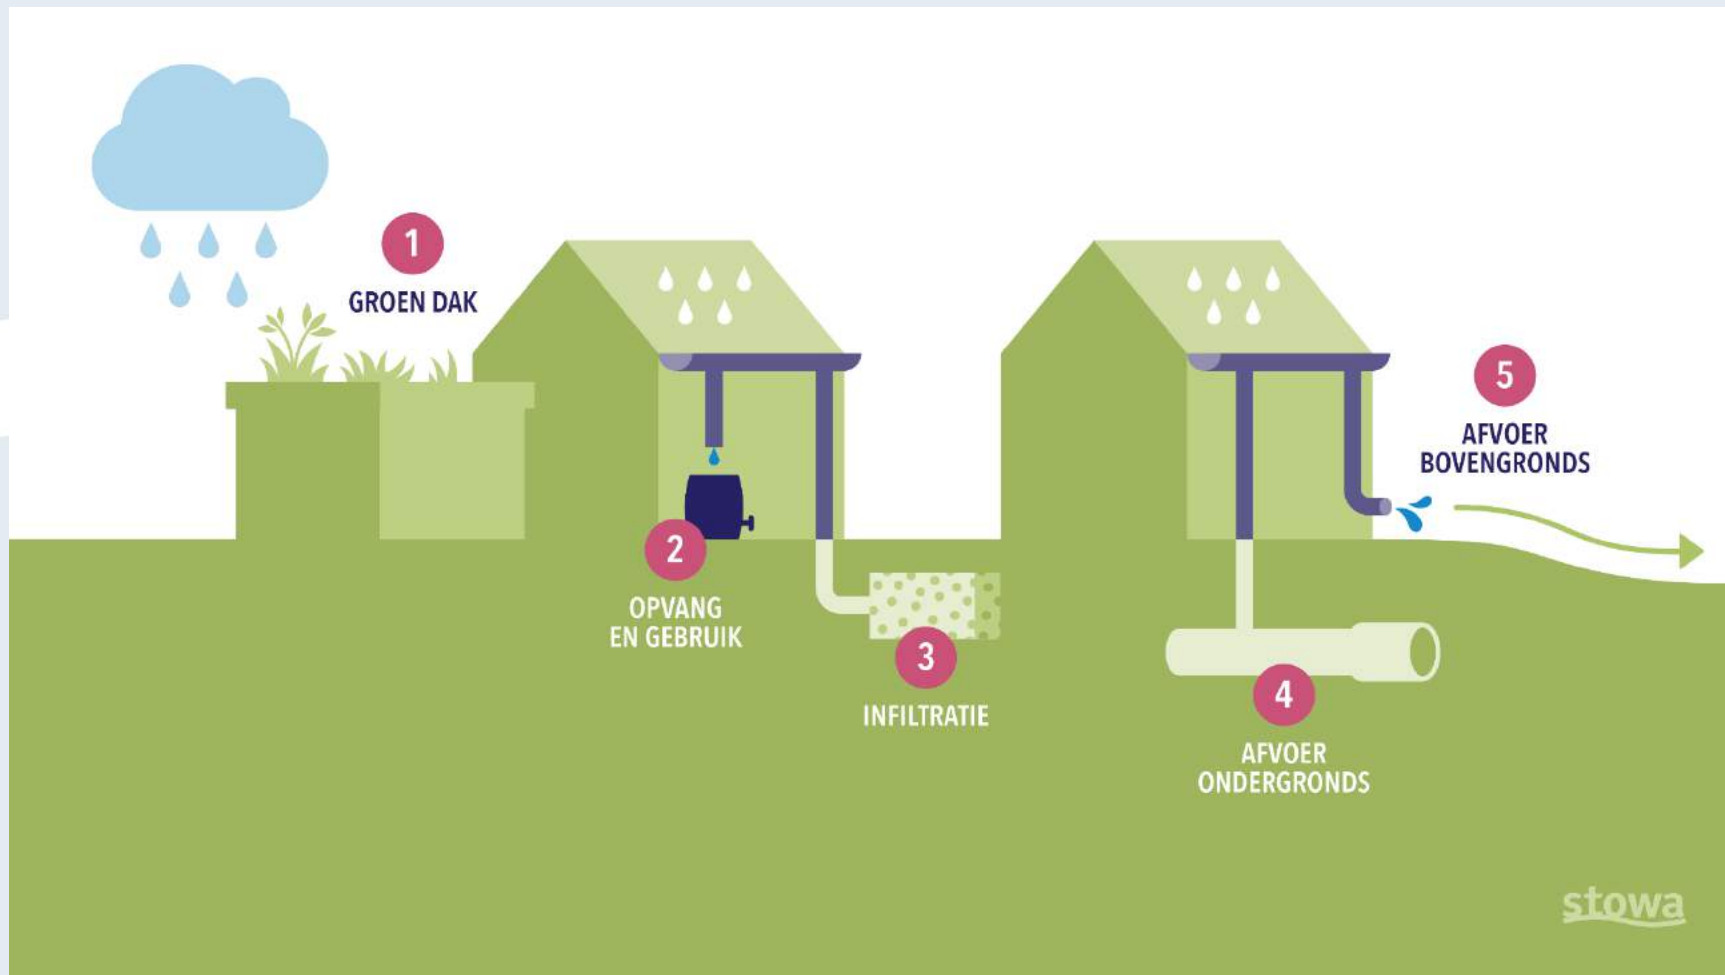 1
GROEN DAK
2
OPVANG
EN GEBRUIK
3
INFILTRATIE
4
AFVOER
ONDERGRONDS
5
AFVOER
BOVENGRONDS
stowa